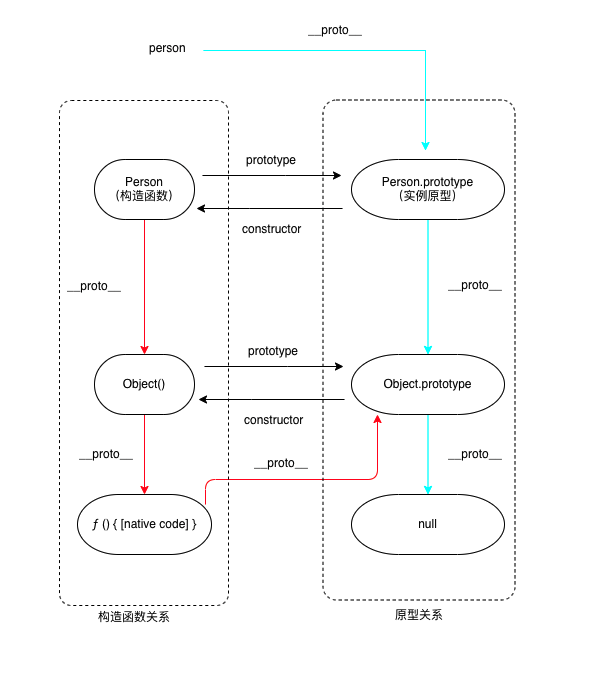 __proto__
person
prototype
Person
(构造函数)
Person.prototype
(实例原型)
constructor
__proto__
__proto__
prototype
Object()
Object.prototype
constructor
__proto__
__proto__
__proto__
ƒ () { [native code] }
null
构造函数关系
原型关系